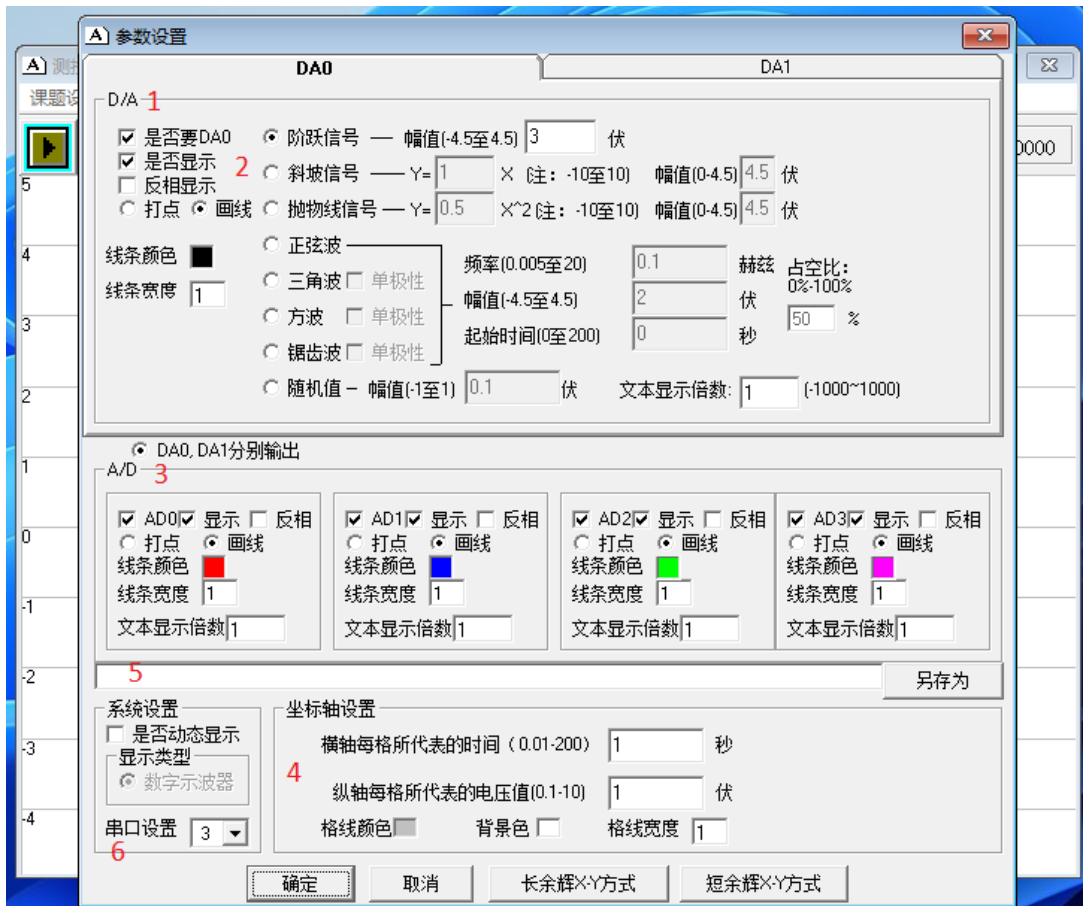 参数设置
测控
课题设
0000
DA0 DA1
D/A 1
是否要DA0
是否显示
反相显示
打点 画线
线条颜色
线条宽度 1
2
阶跃信号 — 幅值(-4.5至4.5) 3 伏
斜坡信号 — Y= 1 X (注：-10至10) 幅值(0-4.5) 4.5 伏
抛物线信号 — Y= 0.5 X^2(注：-10至10) 幅值(0-4.5) 4.5 伏
正弦波
三角波 单极性
方波 单极性
锯齿波 单极性
频率(0.005至20) 0.1 赫兹
幅值(-4.5至4.5) 2 伏
起始时间(0至200) 0 秒
占空比:
0%-100%
50 %
随机值 — 幅值(-1至1) 0.1 伏 文本显示倍数: 1 (-1000~1000)
DA0, DA1分别输出
A/D 3
AD0 显示 反相
打点 画线
线条颜色
线条宽度 1
文本显示倍数 1
AD1 显示 反相
打点 画线
线条颜色
线条宽度 1
文本显示倍数 1
AD2 显示 反相
打点 画线
线条颜色
线条宽度 1
文本显示倍数 1
AD3 显示 反相
打点 画线
线条颜色
线条宽度 1
文本显示倍数 1
5
另存为
系统设置
是否动态显示
显示类型
数字示波器
串口设置 3
6
坐标轴设置
横轴每格所代表的时间（0.01-200） 1 秒
4
纵轴每格所代表的电压值(0.1-10) 1 伏
格线颜色 背景色 格线宽度 1
确定 取消 长余辉X-Y方式 短余辉X-Y方式
5
4
3
2
1
0
-1
-2
-3
-4